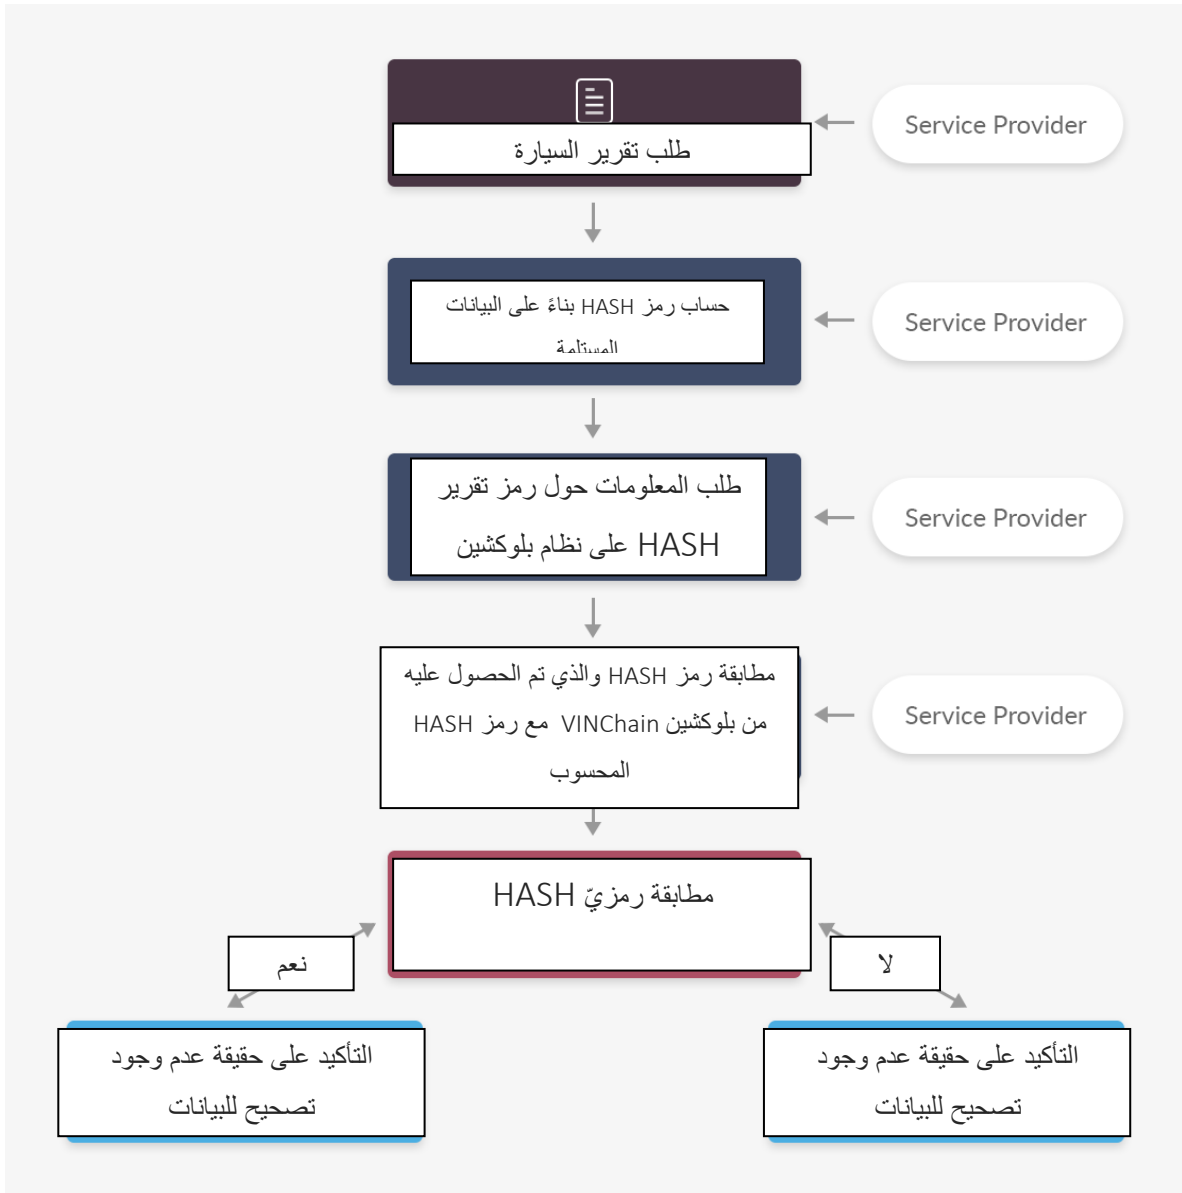 طلب تقرير السيارة
Service Provider
حساب رمز HASH بناءً على البيانات
المستلمة
Service Provider
طلب المعلومات حول رمز تقرير
HASH على نظام بلوكشين
Service Provider
مطابقة رمز HASH والذي تم الحصول عليه
من بلوكشين VINChain مع رمز HASH
المحسوب
Service Provider
مطابقة رمزيّ HASH
نعم
لا
التأكيد على حقيقة عدم وجود
تصحيح للبيانات
التأكيد على حقيقة عدم وجود
تصحيح للبيانات